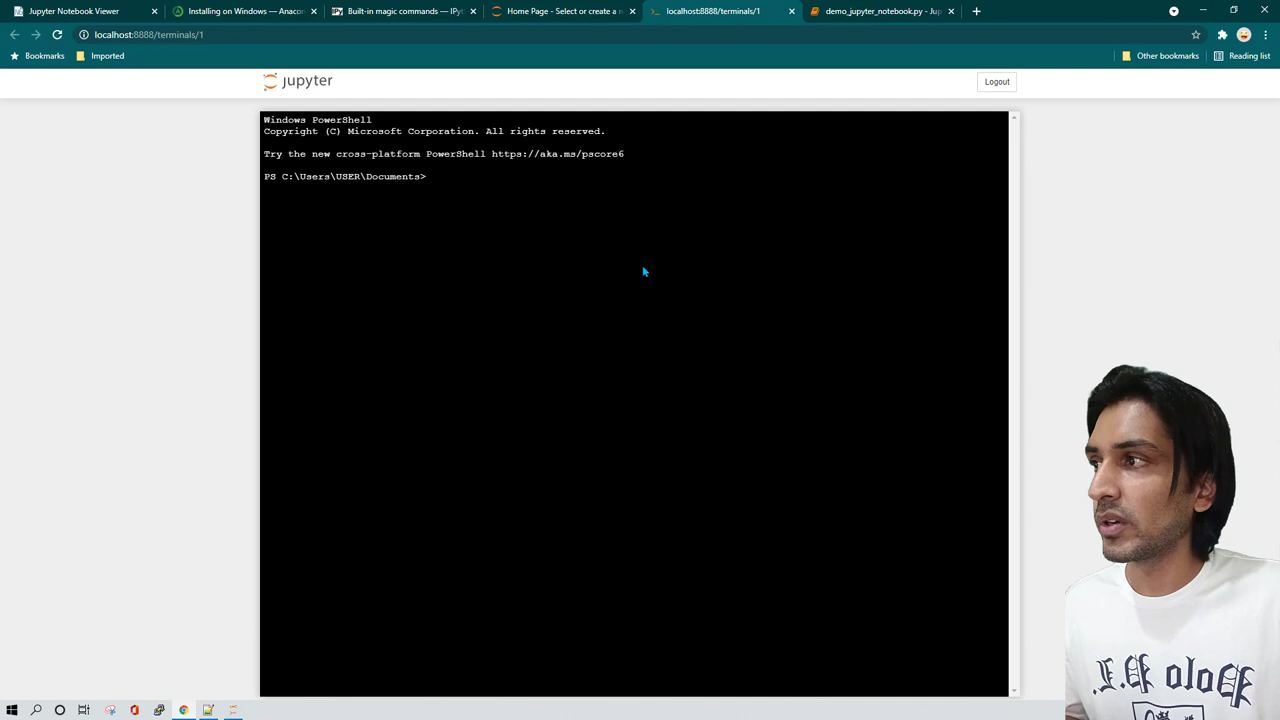 Jupyter Notebook Viewer
Installing on Windows — Anacon
Built-in magic commands — IPyt
Home Page - Select or create a n
localhost:8888/terminals/1
demo_jupyter_notebook.py - Jup
localhost:8888/terminals/1
Bookmarks
Imported
Other bookmarks
Reading list
jupyter
Logout
Windows PowerShell
Copyright (C) Microsoft Corporation. All rights reserved.
Try the new cross-platform PowerShell https://aka.ms/pscore6
PS C:\Users\USER\Documents>